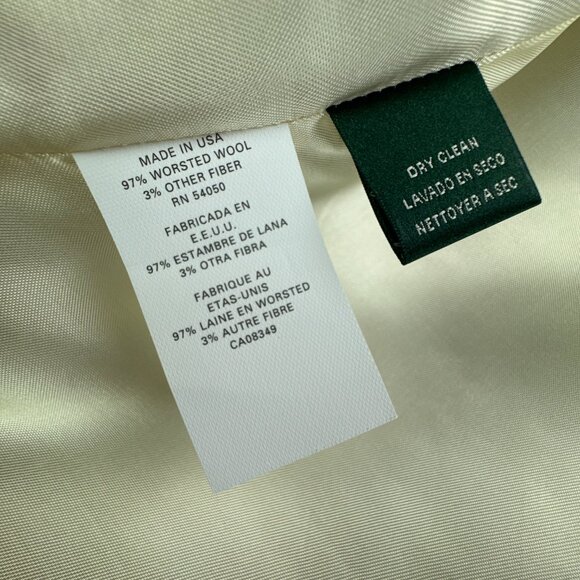 MADE IN USA
97% WORSTED WOOL
3% OTHER FIBER
RN 54050
FABRICADA EN
E.E.U.U.
97% ESTAMBRE DE LANA
3% OTRA FIBRA
FABRIQUE AU
ETAS-UNIS
97% LAINE EN WORSTED
3% AUTRE FIBRE
CA08349
DRY CLEAN
LAVADO EN SECO
NETTOYER A SEC